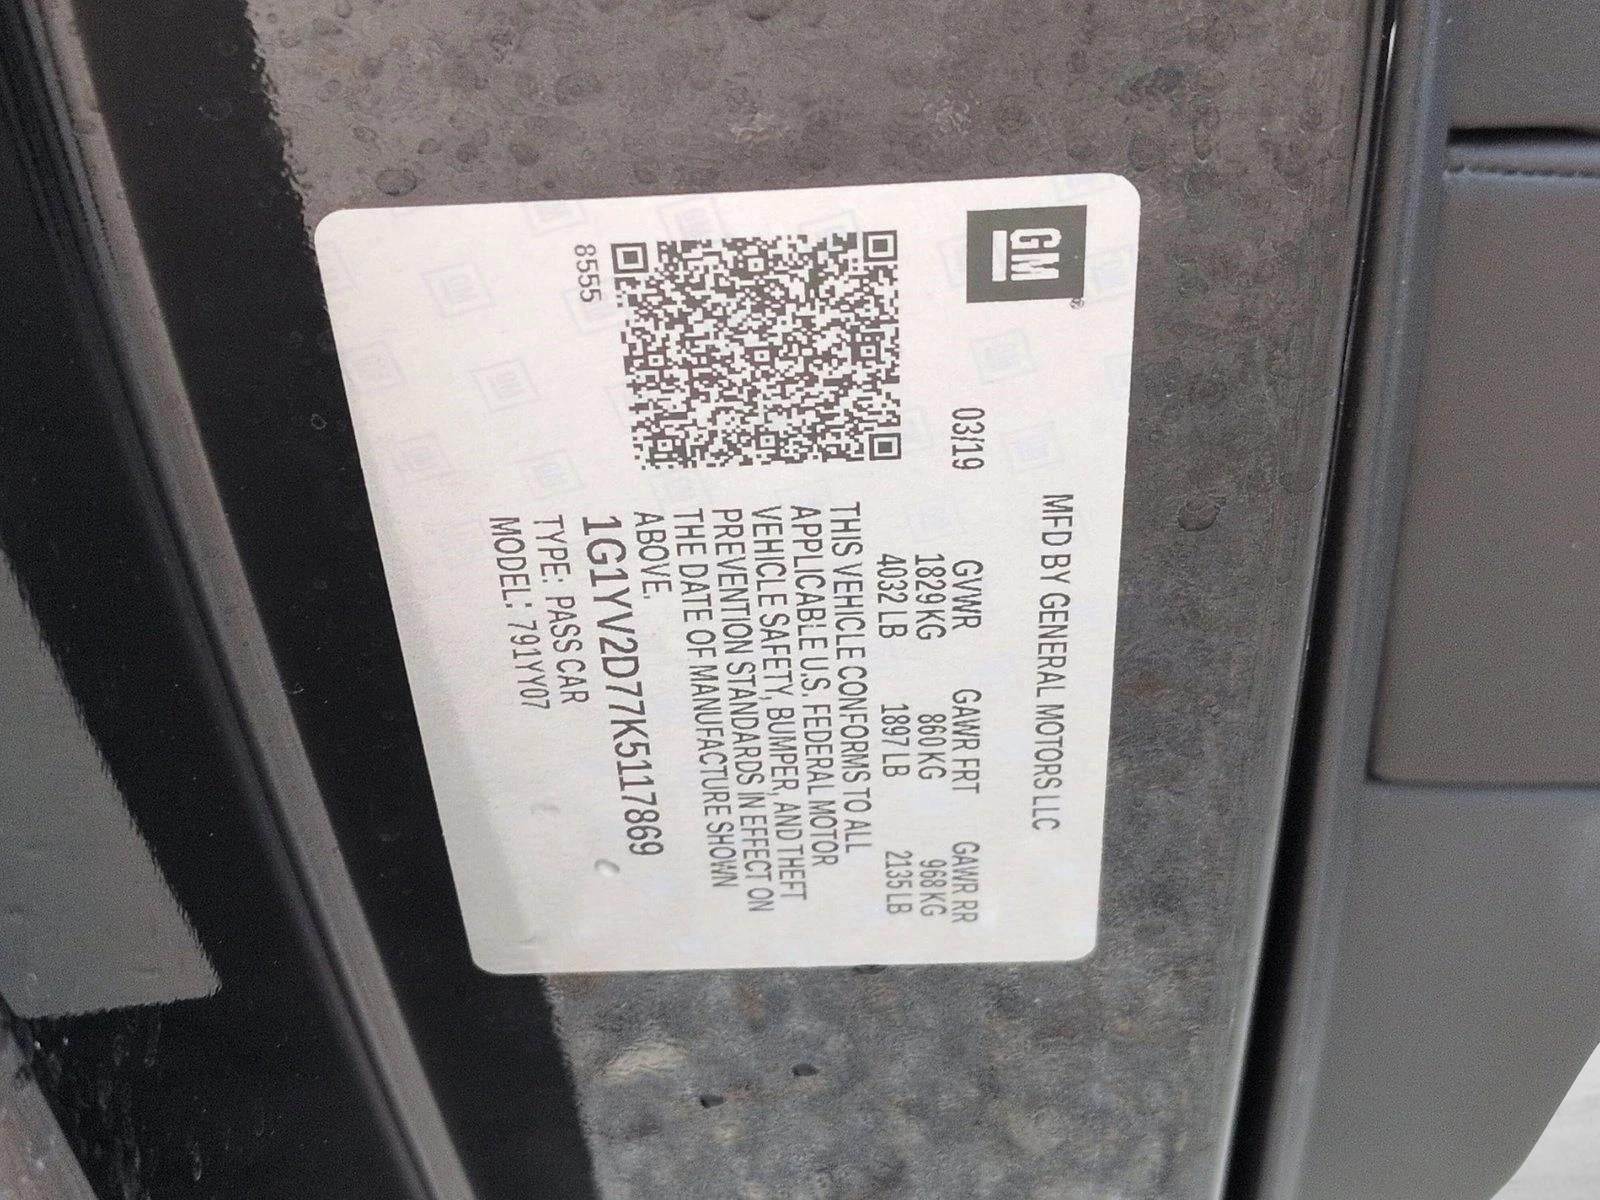 GM
®
MFD BY GENERAL MOTORS LLC
03/19 GVWR GAWR FRT GAWR RR
1829 KG 860 KG 968 KG
4032 LB 1897 LB 2135 LB
THIS VEHICLE CONFORMS TO ALL
APPLICABLE U.S. FEDERAL MOTOR
VEHICLE SAFETY, BUMPER, AND THEFT
PREVENTION STANDARDS IN EFFECT ON
THE DATE OF MANUFACTURE SHOWN
ABOVE.
8555
1G1YV2D77K5117869
TYPE: PASS CAR
MODEL: 791YY07